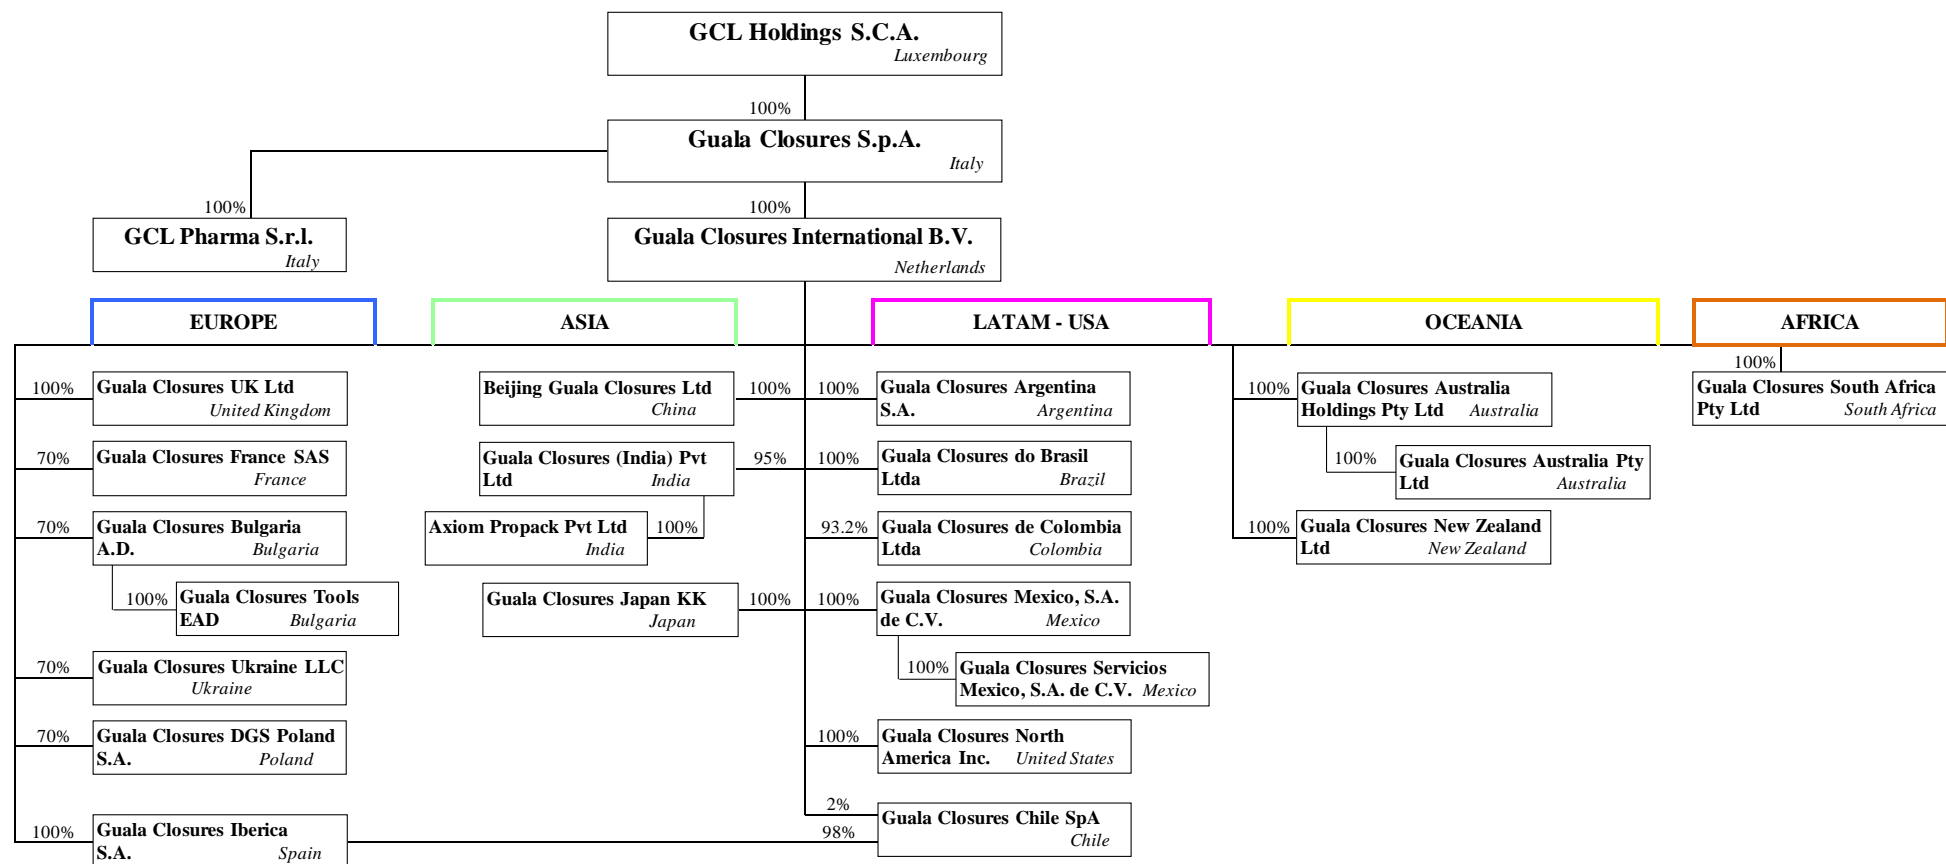 GCL Holdings S.C.A.
Luxembourg
100%
Guala Closures S.p.A.
Italy
100%
100%
GCL Pharma S.r.l.
Italy
Guala Closures International B.V.
Netherlands
EUROPE
ASIA
LATAM - USA
OCEANIA
AFRICA
100%
Guala Closures UK Ltd
United Kingdom
70%
Guala Closures France SAS
France
70%
Guala Closures Bulgaria
A.D. Bulgaria
100%
Guala Closures Tools
EAD Bulgaria
70%
Guala Closures Ukraine LLC
Ukraine
70%
Guala Closures DGS Poland
S.A. Poland
100%
Guala Closures Iberica
S.A. Spain
Beijing Guala Closures Ltd
China
100%
Guala Closures (India) Pvt
Ltd India
95%
Axiom Propack Pvt Ltd
India
100%
Guala Closures Japan KK
Japan
100%
100%
Guala Closures Argentina
S.A. Argentina
100%
Guala Closures do Brasil
Ltda Brazil
93.2%
Guala Closures de Colombia
Ltda Colombia
100%
Guala Closures Mexico, S.A.
de C.V. Mexico
100%
Guala Closures Servicios
Mexico, S.A. de C.V. Mexico
100%
Guala Closures North
America Inc. United States
2%
98%
Guala Closures Chile SpA
Chile
100%
Guala Closures Australia
Holdings Pty Ltd Australia
100%
Guala Closures Australia Pty
Ltd Australia
100%
Guala Closures New Zealand
Ltd New Zealand
100%
Guala Closures South Africa
Pty Ltd South Africa